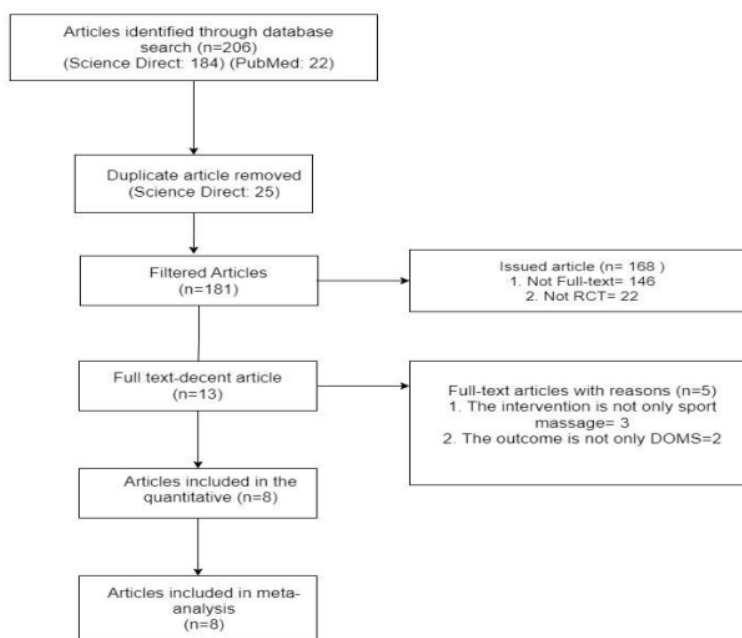 Articles identified through database
search (n=206)
(Science Direct: 184) (PubMed: 22)
Duplicate article removed
(Science Direct: 25)
Filtered Articles
(n=181)
Issued article (n= 168 )
1. Not Full-text= 146
2. Not RCT= 22
Full text-decent article
(n=13)
Full-text articles with reasons (n=5)
1. The intervention is not only sport
massage= 3
2. The outcome is not only DOMS=2
Articles included in the
quantitative (n=8)
Articles included in meta-
analysis
(n=8)